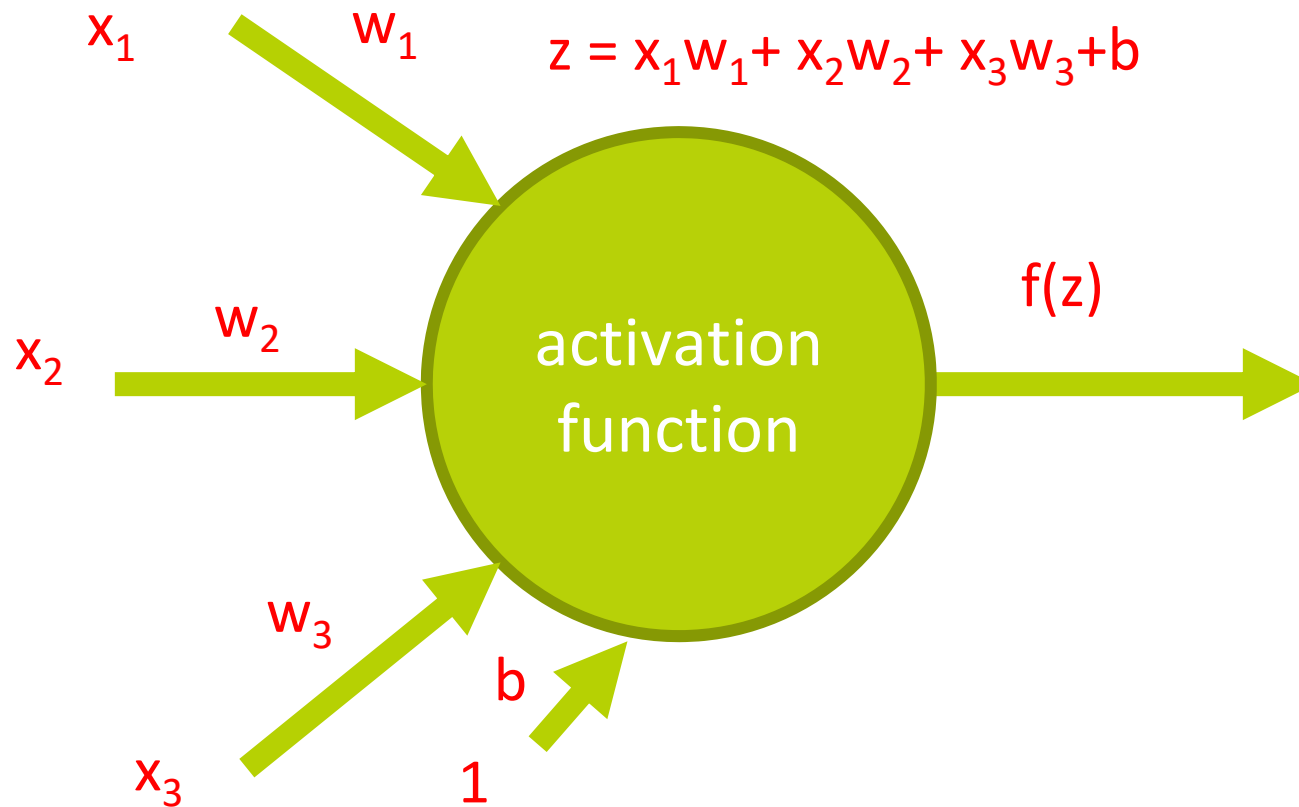 x₁
w₁
z = x₁w₁+ x₂w₂+ x₃w₃+b
f(z)
w₂
x₂
activation
function
w₃
b
x₃
1